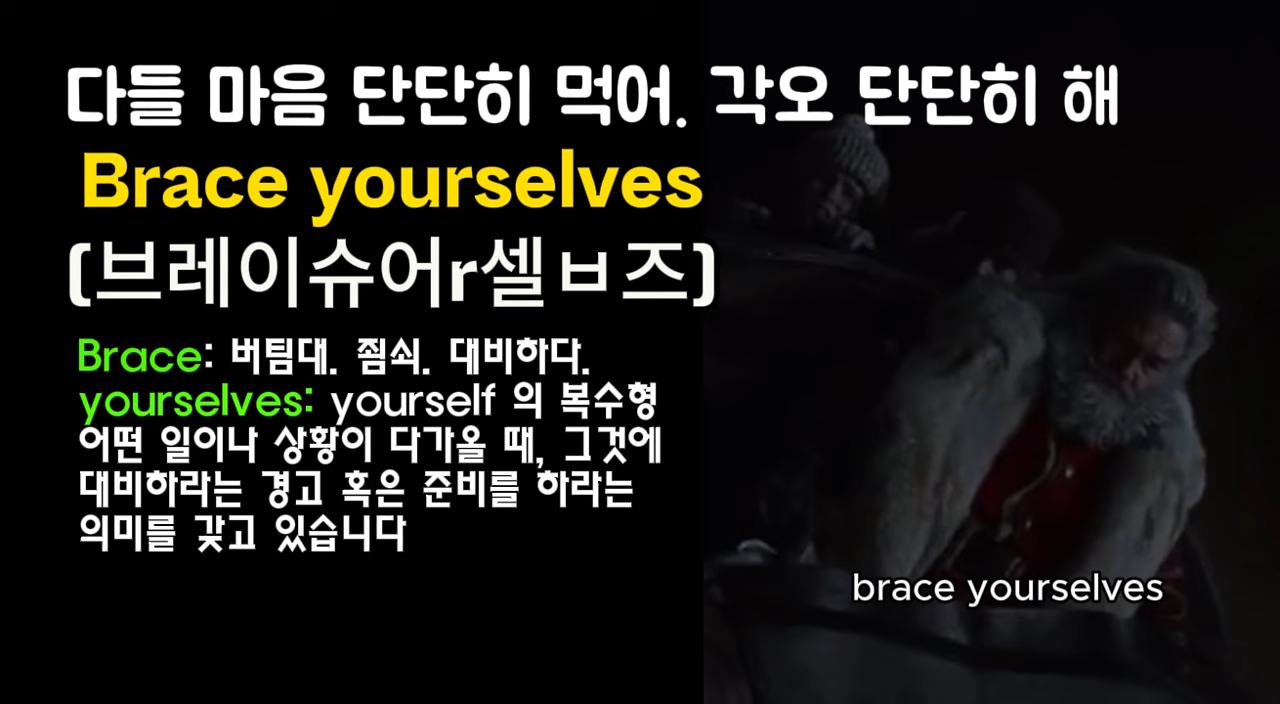 다들 마음 단단히 먹어. 각오 단단히 해
Brace yourselves
(브레이슈어r셀ㅂ즈)
Brace: 버팀대. 죔쇠. 대비하다.
yourselves: yourself 의 복수형
어떤 일이나 상황이 다가올 때, 그것에
대비하라는 경고 혹은 준비를 하라는
의미를 갖고 있습니다
brace yourselves